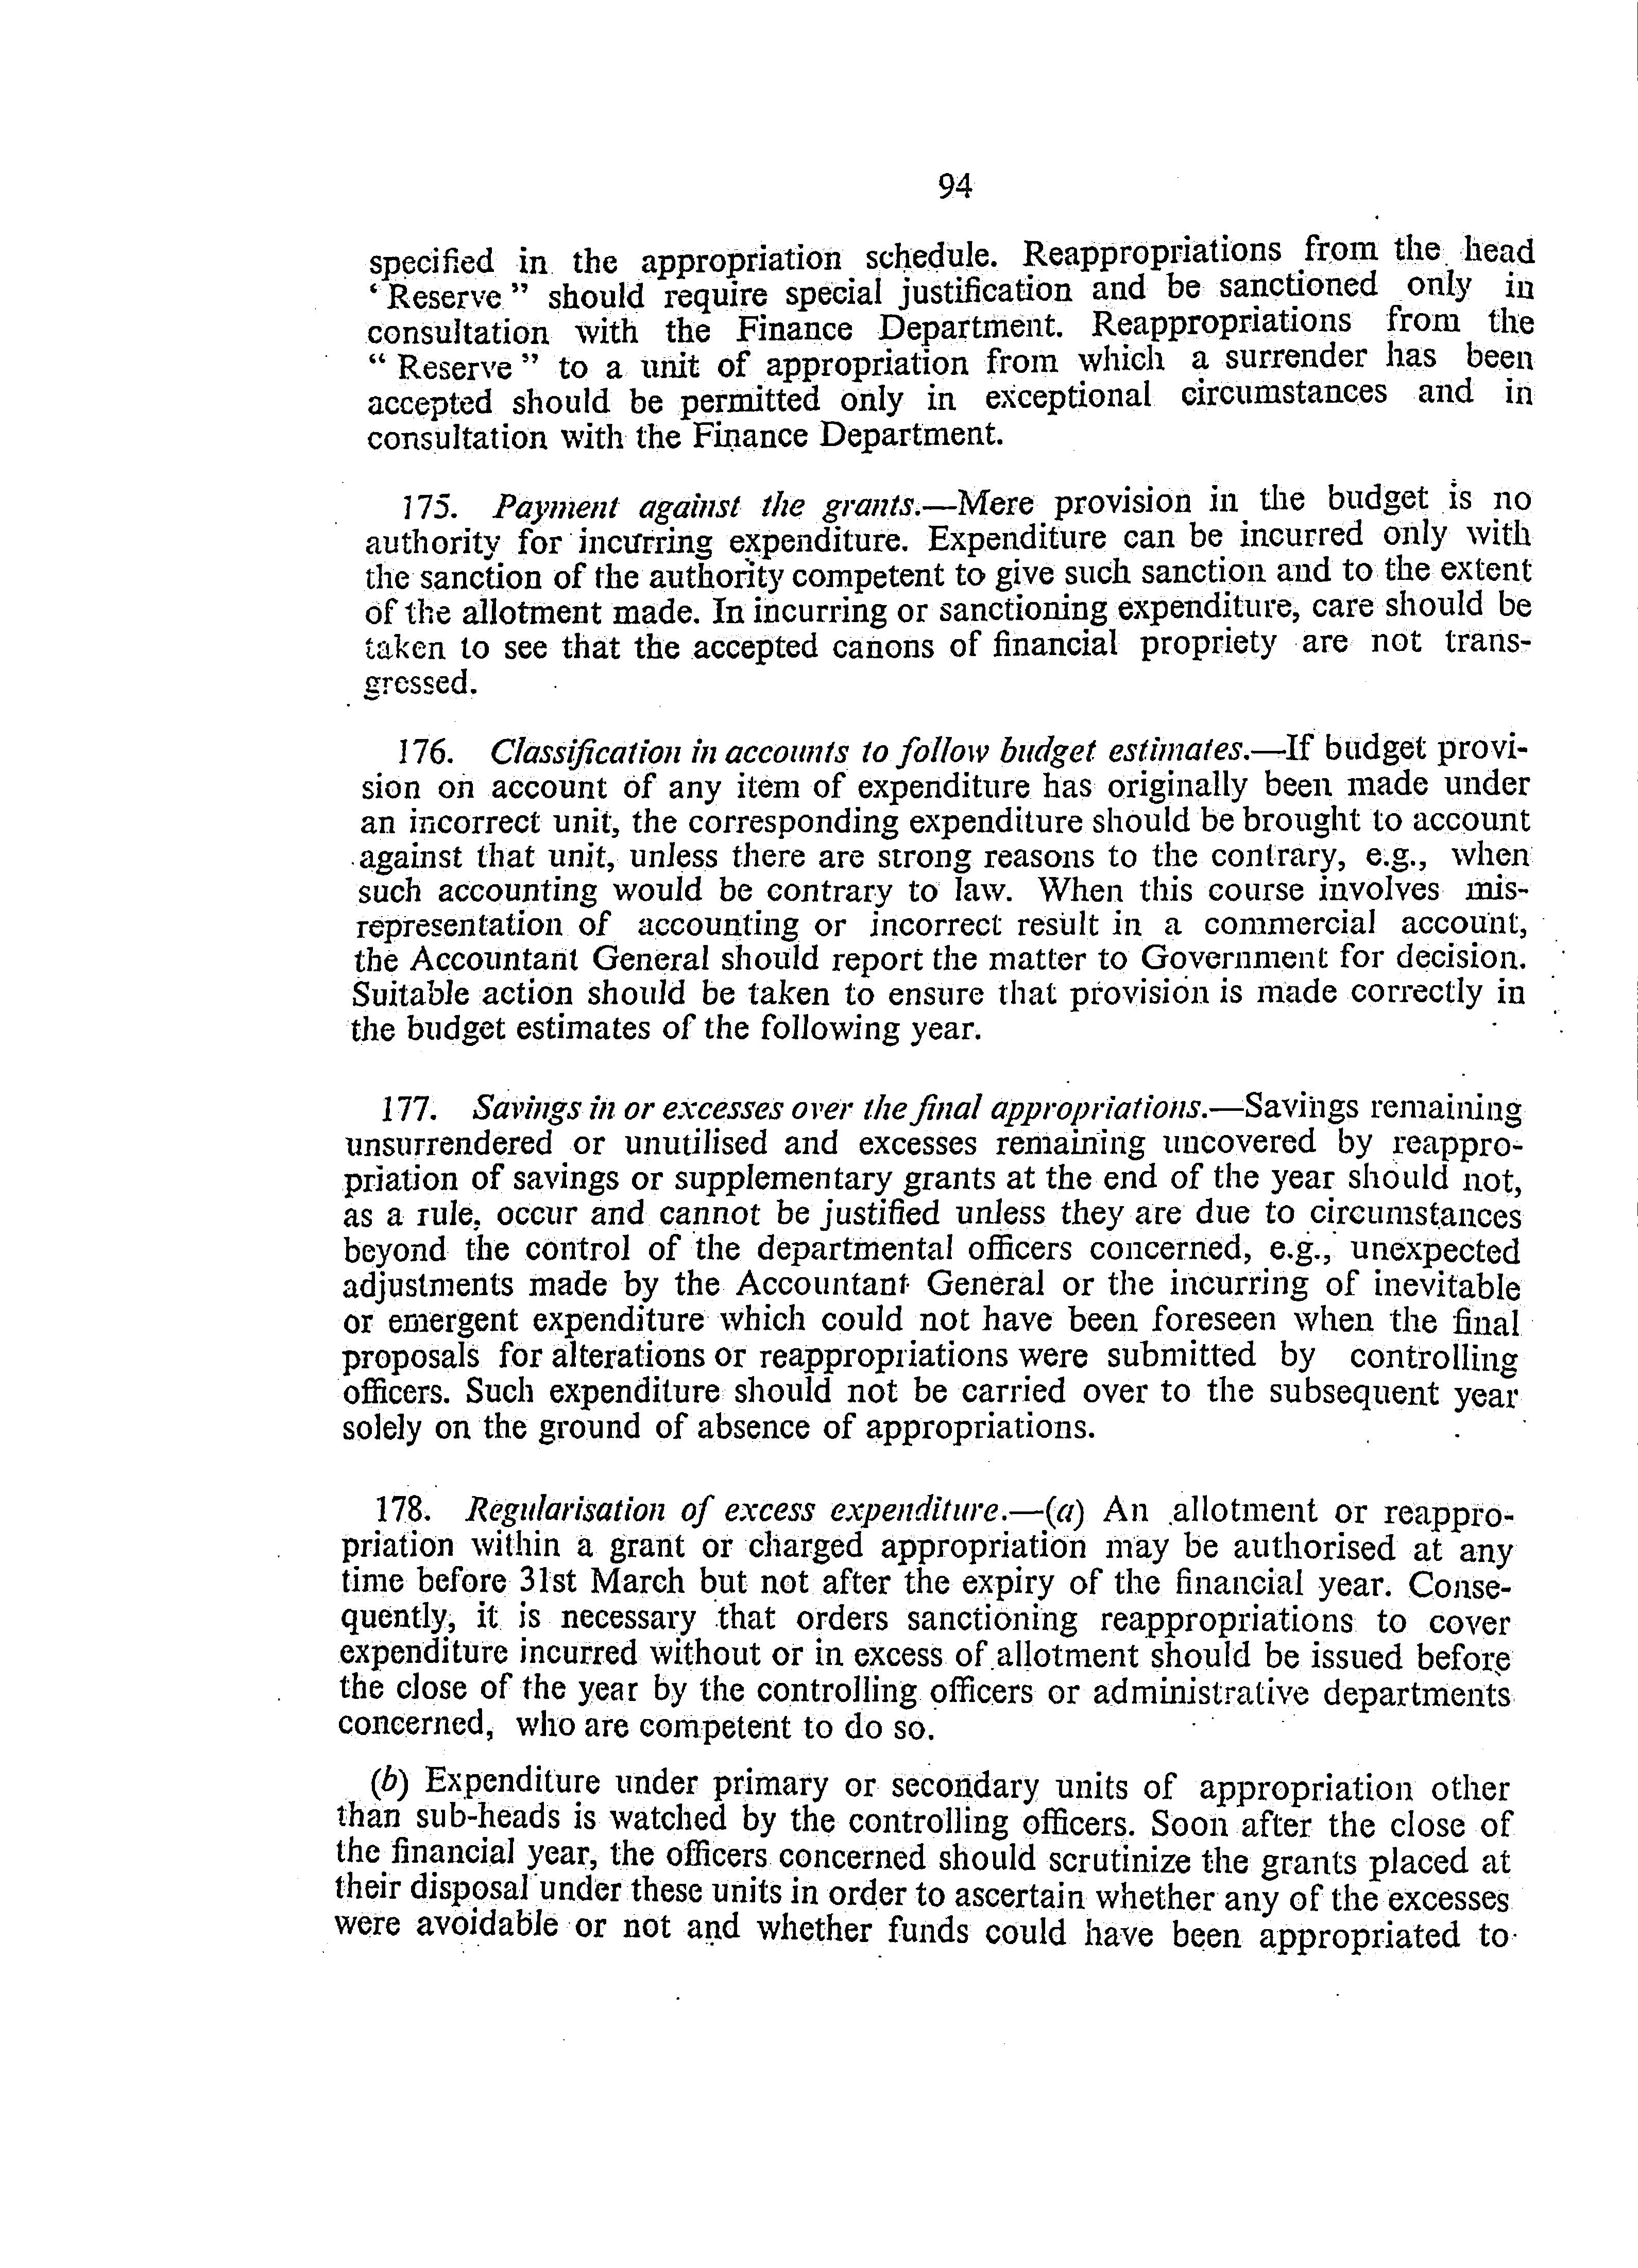 94
specified in the appropriation schedule. Reappropriations from the head
‘ Reserve ” should require special justification and be sanctioned only in
consultation with the Finance Department. Reappropriations from the
“ Reserve ” to a unit of appropriation from which a surrender has been
accepted should be permitted only in exceptional circumstances and in
consultation with the Finance Department.
175. Payment against the grants.—Mere provision in the budget is no
authority for incurring expenditure. Expenditure can be incurred only with
the sanction of the authority competent to give such sanction and to the extent
of the allotment made. In incurring or sanctioning expenditure, care should be
taken to see that the accepted canons of financial propriety are not trans-
gressed.
176. Classification in accounts to follow budget estimates.—If budget provi-
sion on account of any item of expenditure has originally been made under
an incorrect unit, the corresponding expenditure should be brought to account
against that unit, unless there are strong reasons to the contrary, e.g., when
such accounting would be contrary to law. When this course involves mis-
representation of accounting or incorrect result in a commercial account,
the Accountant General should report the matter to Government for decision.
Suitable action should be taken to ensure that provision is made correctly in
the budget estimates of the following year.
177. Savings in or excesses over the final appropriations.—Savings remaining
unsurrendered or unutilised and excesses remaining uncovered by reappro-
priation of savings or supplementary grants at the end of the year should not,
as a rule, occur and cannot be justified unless they are due to circumstances
beyond the control of the departmental officers concerned, e.g., unexpected
adjustments made by the Accountant General or the incurring of inevitable
or emergent expenditure which could not have been foreseen when the final
proposals for alterations or reappropriations were submitted by controlling
officers. Such expenditure should not be carried over to the subsequent year
solely on the ground of absence of appropriations.
178. Regularisation of excess expenditure.—(a) An allotment or reappro-
priation within a grant or charged appropriation may be authorised at any
time before 31st March but not after the expiry of the financial year. Conse-
quently, it is necessary that orders sanctioning reappropriations to cover
expenditure incurred without or in excess of allotment should be issued before
the close of the year by the controlling officers or administrative departments
concerned, who are competent to do so.
(b) Expenditure under primary or secondary units of appropriation other
than sub-heads is watched by the controlling officers. Soon after the close of
the financial year, the officers concerned should scrutinize the grants placed at
their disposal under these units in order to ascertain whether any of the excesses
were avoidable or not and whether funds could have been appropriated to